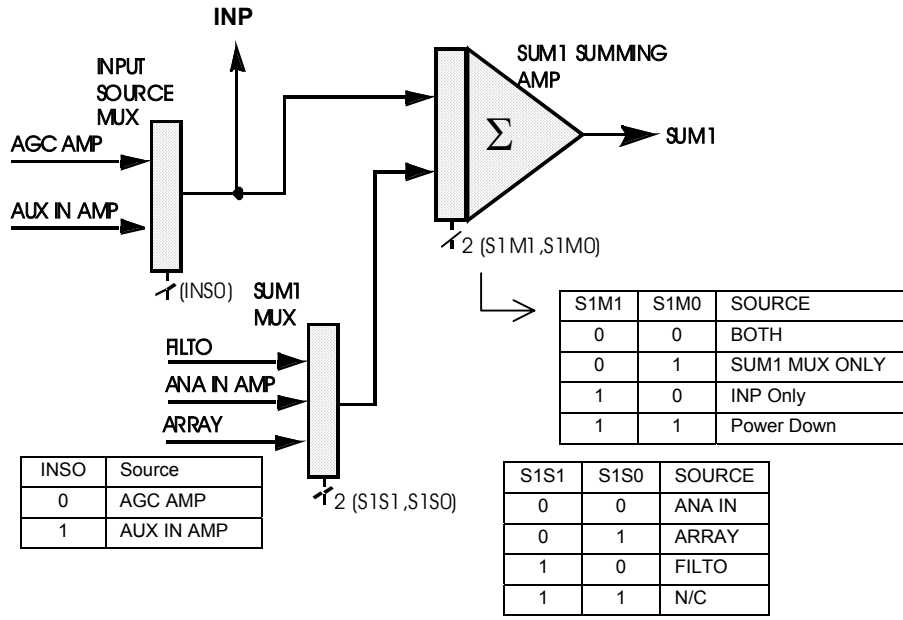 INP
INPUT
SOURCE
MUX
AGC AMP
AUX IN AMP
(INS0)
SUM1 SUMMING
AMP
Σ
SUM1
2 (S1M1,S1M0)
SUM1
MUX
FILTO
ANA IN AMP
ARRAY
2 (S1S1,S1S0)
S1M1 S1M0 SOURCE
0 0 BOTH
0 1 SUM1 MUX ONLY
1 0 INP Only
1 1 Power Down
INSO Source
0 AGC AMP
1 AUX IN AMP
S1S1 S1S0 SOURCE
0 0 ANA IN
0 1 ARRAY
1 0 FILTO
1 1 N/C